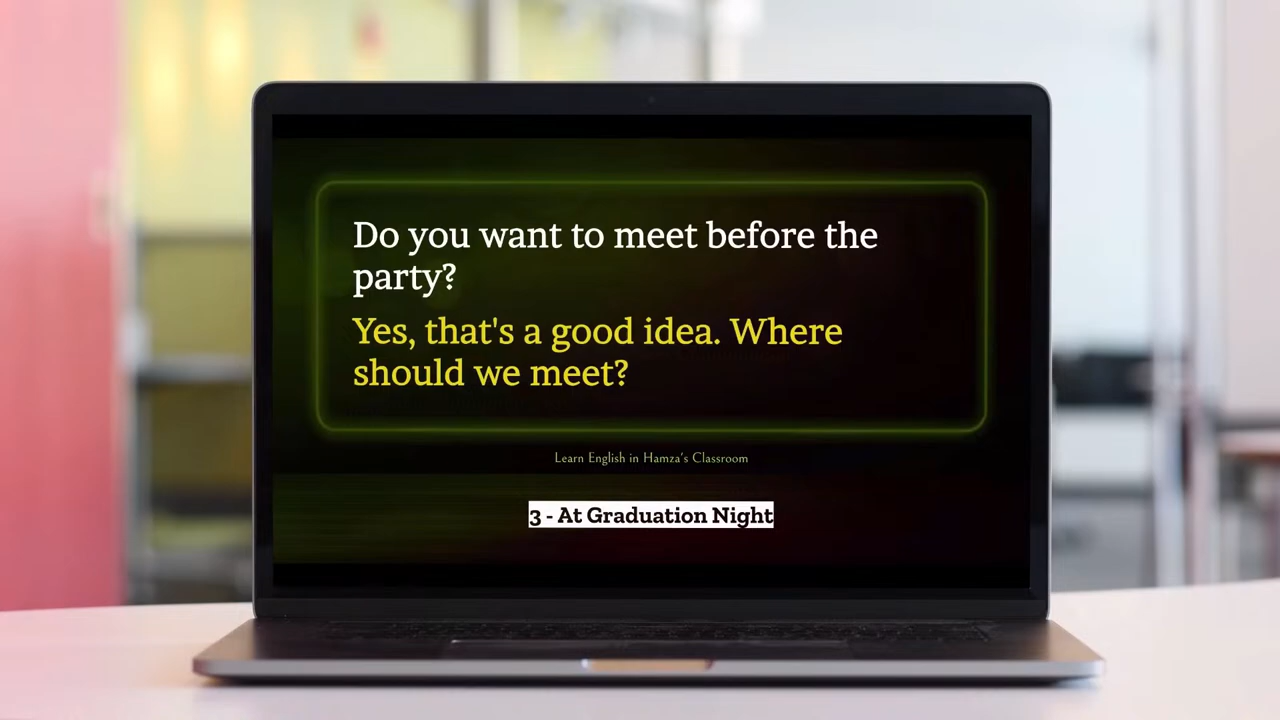 Do you want to meet before the
party?
Yes, that's a good idea. Where
should we meet?
Learn English in Hamza's Classroom
3 - At Graduation Night